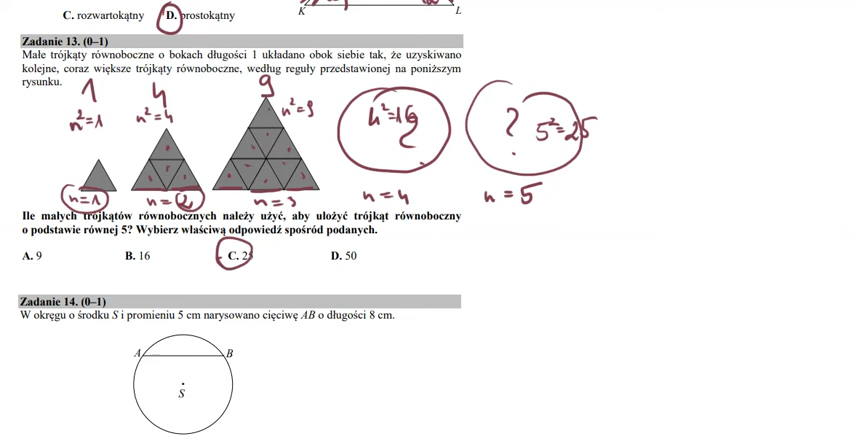 K L
C. rozwartokątny D. prostokątny
Zadanie 13. (0–1)
Małe trójkąty równoboczne o bokach długości 1 układano obok siebie tak, że uzyskiwano
kolejne, coraz większe trójkąty równoboczne, według reguły przedstawionej na poniższym
rysunku.
1 4 9
n²=1 n²=4 n²=9 4²=16 ? ? 5²=25
n=1 n=2 n=3 n=4 n=5
Ile małych trójkątów równobocznych należy użyć, aby ułożyć trójkąt równoboczny
o podstawie równej 5? Wybierz właściwą odpowiedź spośród podanych.
A. 9 B. 16 C. 25 D. 50
Zadanie 14. (0–1)
W okręgu o środku S i promieniu 5 cm narysowano cięciwę AB o długości 8 cm.
A B
S